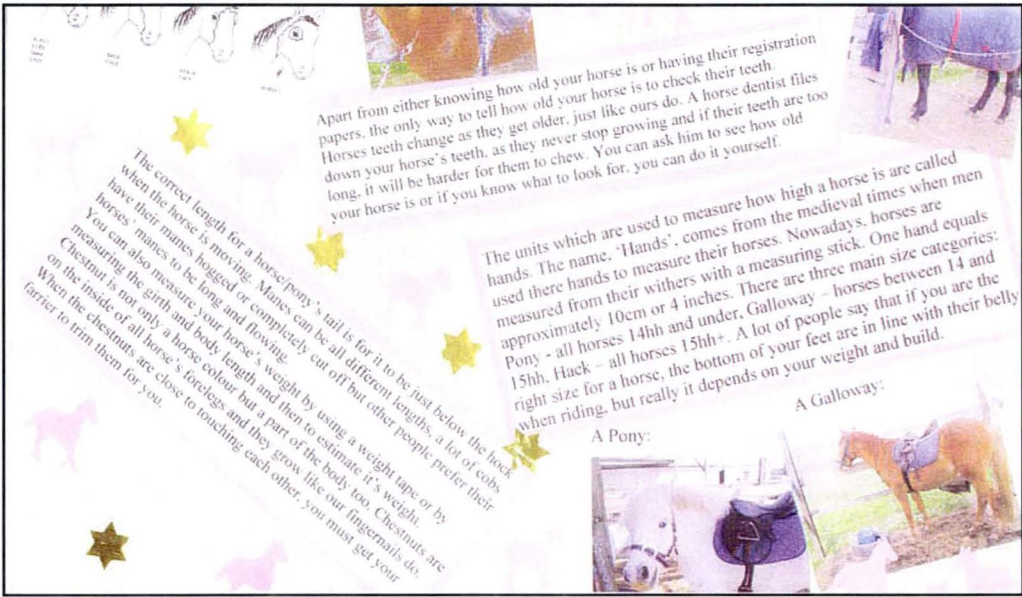 Apart from either knowing how old your horse is or having their registration
papers, the only way to tell how old your horse is to check their teeth.
Horses teeth change as they get older, just like ours do. A horse dentist files
down your horse's teeth, as they never stop growing and if their teeth are too
long, it will be harder for them to chew. You can ask him to see how old
your horse is or if you know what to look for, you can do it yourself.
The correct length for a horse/pony's tail is for it to be just below the hock
when the horse is moving. Manes can be all different lengths, a lot of cobs
have their manes hogged or completely cut off but other people prefer their
horses' manes to be long and flowing.
You can also measure your horse's weight by using a weight tape or by
measuring the girth and body length and then to estimate it's weight.
Chestnut is not only a horse colour but a part of the body too. Chestnuts are
on the inside of all horse's forelegs and they grow like our fingernails do.
When the chestnuts are close to touching each other, you must get your
farrier to trim them for you.
The units which are used to measure how high a horse is are called
hands. The name, 'Hands', comes from the medieval times when men
used there hands to measure their horses. Nowadays, horses are
measured from their withers with a measuring stick. One hand equals
approximately 10cm or 4 inches. There are three main size categories:
Pony - all horses 14hh and under, Galloway – horses between 14 and
15hh, Hack – all horses 15hh+. A lot of people say that if you are the
right size for a horse, the bottom of your feet are in line with their belly
when riding, but really it depends on your weight and build.
A Pony:
A Galloway: